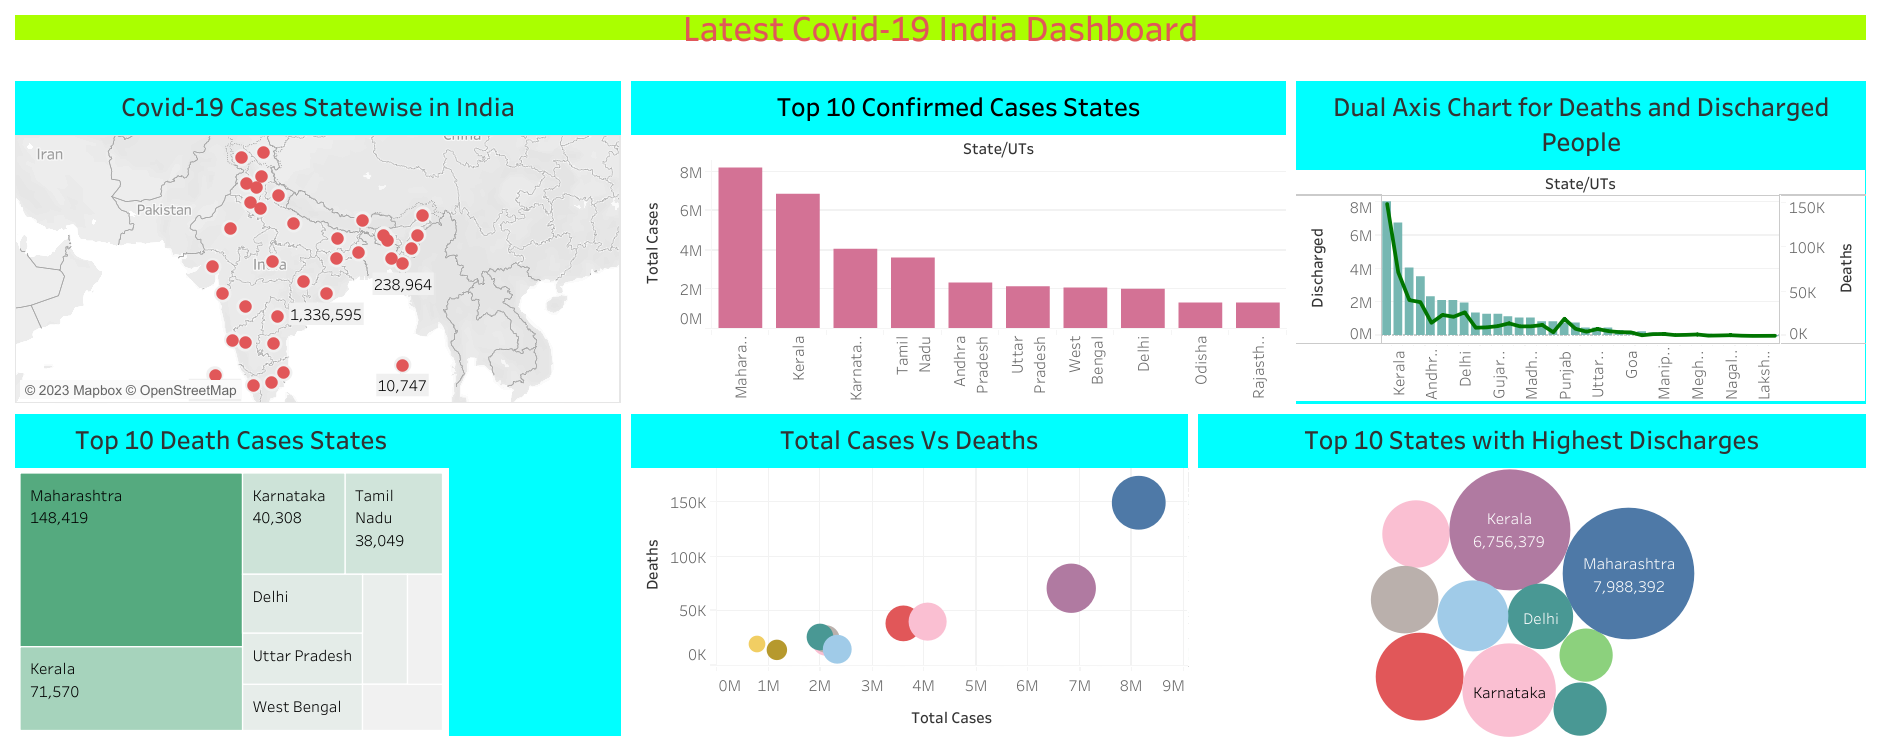 Latest Covid-19 India Dashboard
Covid-19 Cases Statewise in India
Iran
China
Pakistan
India
238,964
1,336,595
10,747
© 2023 Mapbox © OpenStreetMap
Top 10 Confirmed Cases States
State/UTs
Total Cases
8M
6M
4M
2M
0M
Mahara..
Kerala
Karnata..
Tamil
Nadu
Andhra
Pradesh
Uttar
Pradesh
West
Bengal
Delhi
Odisha
Rajasth..
Dual Axis Chart for Deaths and Discharged
People
State/UTs
Discharged
8M
6M
4M
2M
0M
150K
100K
50K
0K
Deaths
Kerala
Andhr..
Delhi
Gujar..
Madh..
Punjab
Uttar..
Goa
Manip..
Megh..
Nagal..
Laksh..
Top 10 Death Cases States
Maharashtra
148,419
Karnataka
40,308
Tamil
Nadu
38,049
Delhi
Uttar Pradesh
Kerala
71,570
West Bengal
Total Cases Vs Deaths
Deaths
150K
100K
50K
0K
0M
1M
2M
3M
4M
5M
6M
7M
8M
9M
Total Cases
Top 10 States with Highest Discharges
Kerala
6,756,379
Maharashtra
7,988,392
Delhi
Karnataka